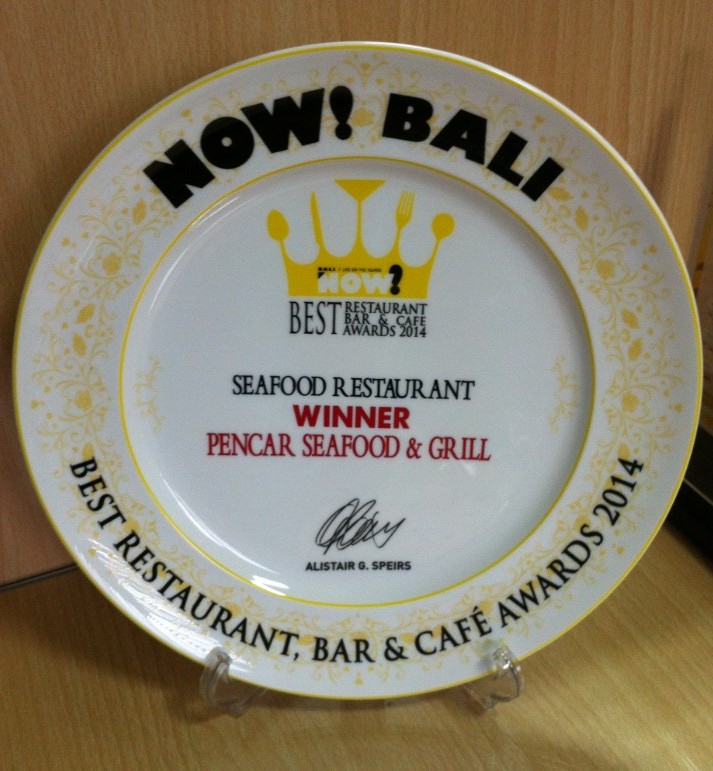 NOW! BALI
NOW!
BEST RESTAURANT
BAR & CAFE
AWARDS 2014
SEAFOOD RESTAURANT
WINNER
PENCAR SEAFOOD & GRILL
ALISTAIR G. SPEIRS
BEST RESTAURANT, BAR & CAFÉ AWARDS 2014